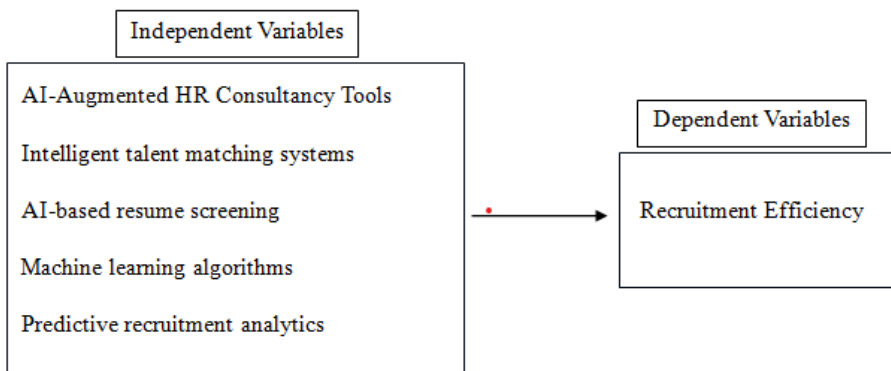 Independent Variables
AI-Augmented HR Consultancy Tools
Intelligent talent matching systems
AI-based resume screening
Machine learning algorithms
Predictive recruitment analytics
Dependent Variables
Recruitment Efficiency